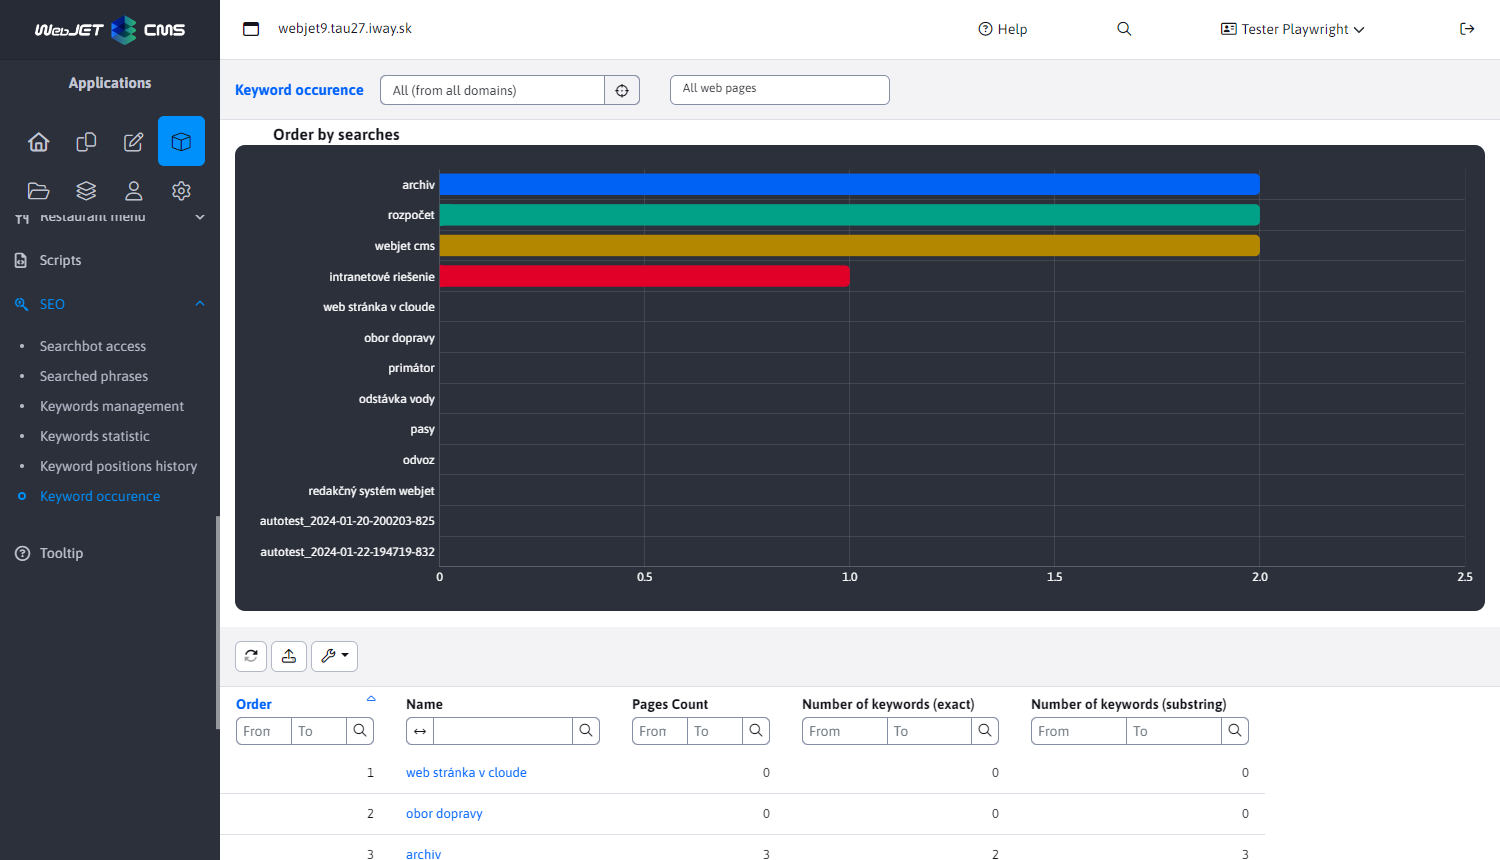 WebJET CMS
webjet9.tau27.iway.sk
Help
Tester Playwright
Applications
Restaurant menu
Scripts
SEO
Searchbot access
Searched phrases
Keywords management
Keywords statistic
Keyword positions history
Keyword occurence
Tooltip
Keyword occurence
All (from all domains)
All web pages
Order by searches
archiv
rozpočet
webjet cms
intranetové riešenie
web stránka v cloude
obor dopravy
primátor
odstávka vody
pasy
odvoz
redakčný systém webjet
autotest_2024-01-20-200203-825
autotest_2024-01-22-194719-832
0 0.5 1.0 1.5 2.0 2.5
Order Name Pages Count Number of keywords (exact) Number of keywords (substring)
From To From To From To From To
1 web stránka v cloude 0 0 0
2 obor dopravy 0 0 0
3 archiv 3 2 3